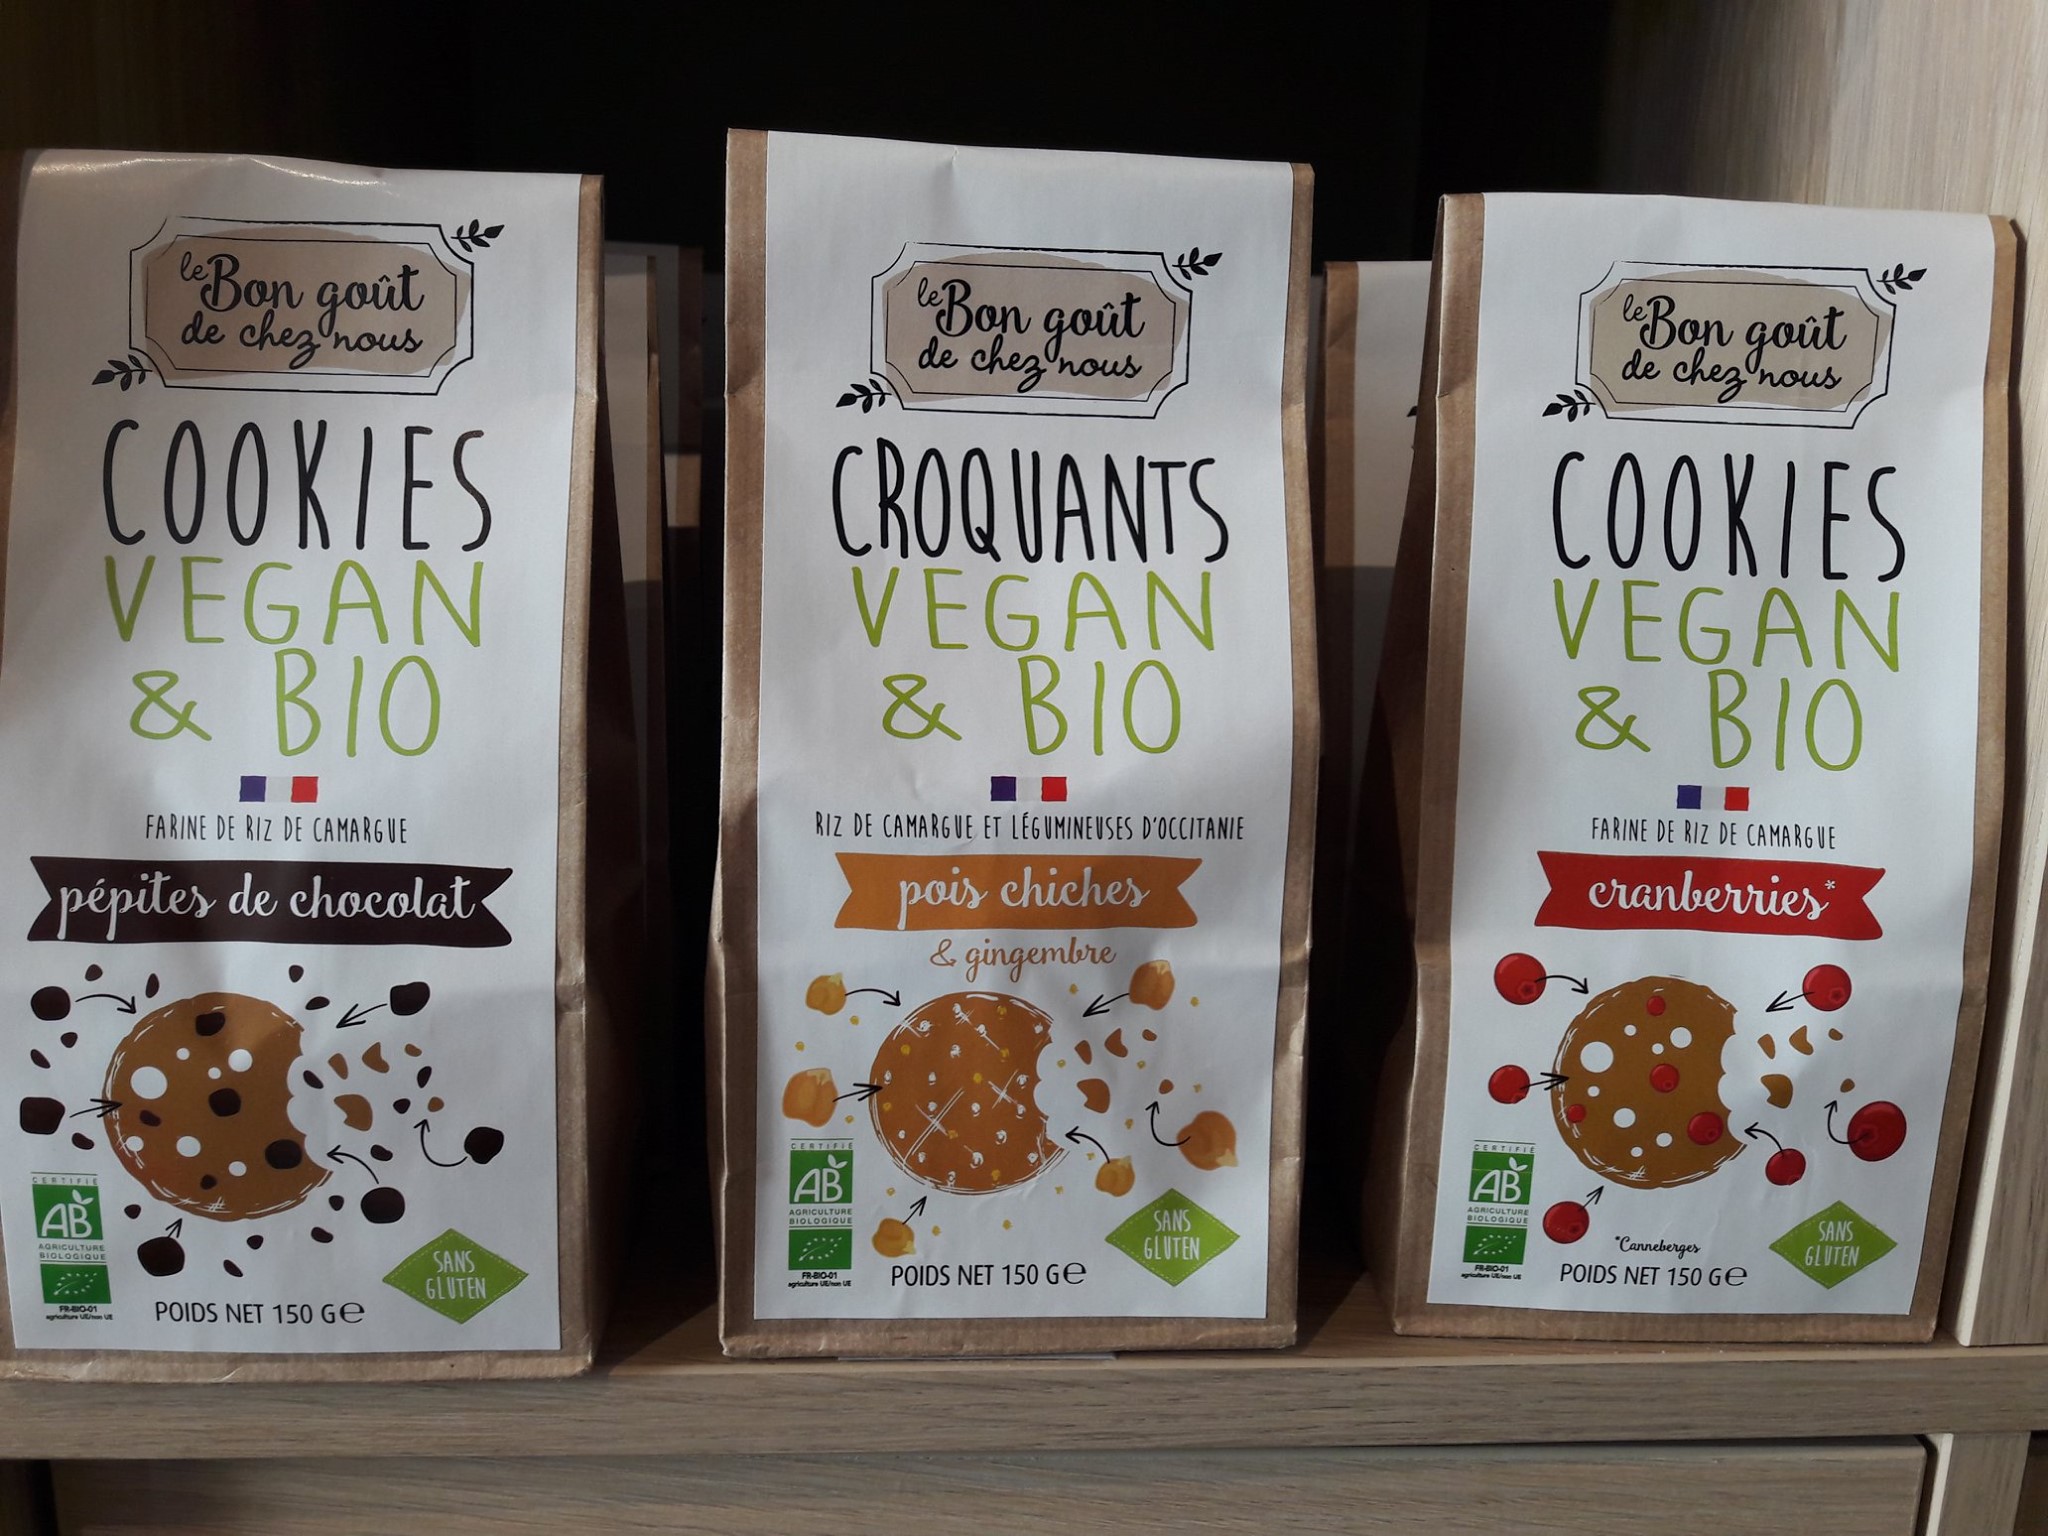 le Bon goût
de chez nous
COOKIES
VEGAN
& BIO
FARINE DE RIZ DE CAMARGUE
pépites de chocolat
CERTIFIÉ
AB
AGRICULTURE
BIOLOGIQUE
FR-BIO-01
agriculture UE/non UE
POIDS NET 150 G℮
SANS
GLUTEN
le Bon goût
de chez nous
CROQUANTS
VEGAN
& BIO
RIZ DE CAMARGUE ET LÉGUMINEUSES D'OCCITANIE
pois chiches
& gingembre
CERTIFIÉ
AB
AGRICULTURE
BIOLOGIQUE
FR-BIO-01
agriculture UE/non UE
POIDS NET 150 G℮
SANS
GLUTEN
le Bon goût
de chez nous
COOKIES
VEGAN
& BIO
FARINE DE RIZ DE CAMARGUE
cranberries*
CERTIFIÉ
AB
AGRICULTURE
BIOLOGIQUE
FR-BIO-01
agriculture UE/non UE
*Canneberges
POIDS NET 150 G℮
SANS
GLUTEN